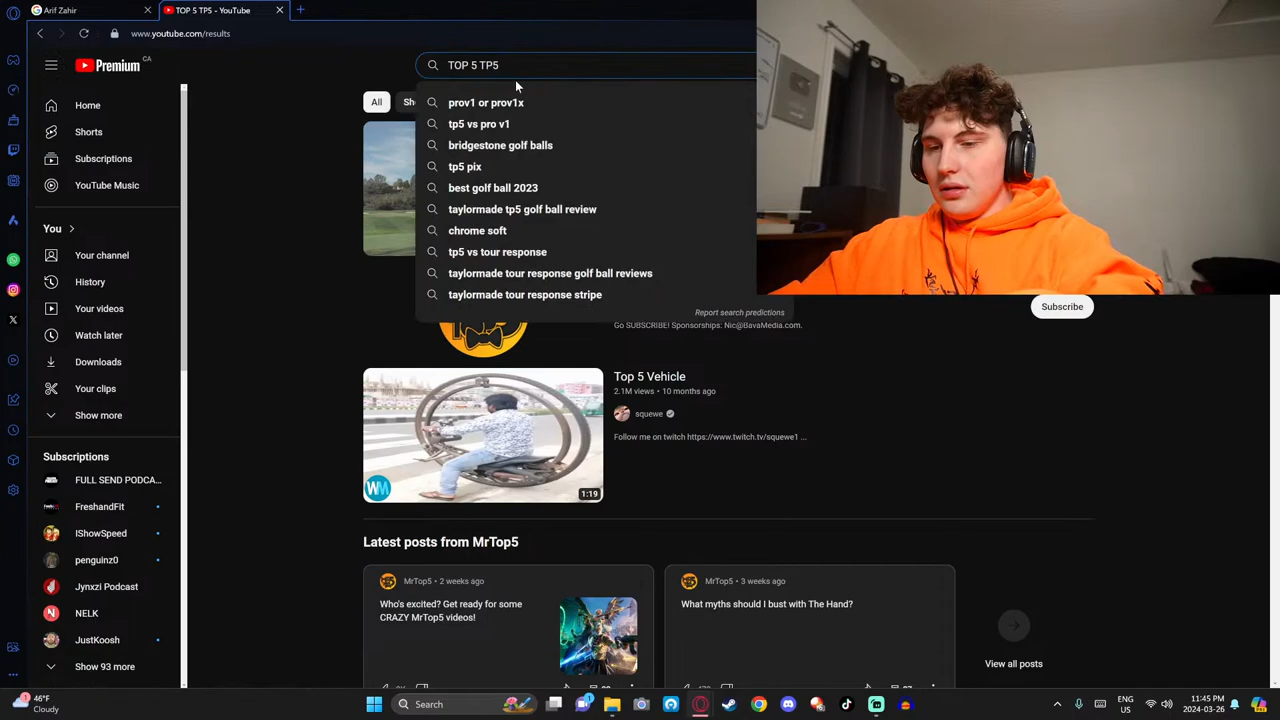 Arif Zahir
TOP 5 TP5 - YouTube
www.youtube.com/results
Premium CA
TOP 5 TP5
All
prov1 or prov1x
tp5 vs pro v1
bridgestone golf balls
tp5 pix
best golf ball 2023
taylormade tp5 golf ball review
chrome soft
tp5 vs tour response
taylormade tour response golf ball reviews
taylormade tour response stripe
Report search predictions
Home
Shorts
Subscriptions
YouTube Music
You
Your channel
History
Your videos
Watch later
Downloads
Your clips
Show more
Subscriptions
FULL SEND PODCA...
FreshandFit
IShowSpeed
penguinz0
Jynxzi Podcast
NELK
JustKoosh
Show 93 more
Subscribe
Go SUBSCRIBE! Sponsorships: Nic@BavaMedia.com.
WM
1:19
Top 5 Vehicle
2.1M views • 10 months ago
squewe
Follow me on twitch https://www.twitch.tv/squewe1 ...
Latest posts from MrTop5
MrTop5 • 2 weeks ago
Who's excited? Get ready for some
CRAZY MrTop5 videos!
MrTop5 • 3 weeks ago
What myths should I bust with The Hand?
View all posts
46°F
Cloudy
Search
ENG
US
11:45 PM
2024-03-26